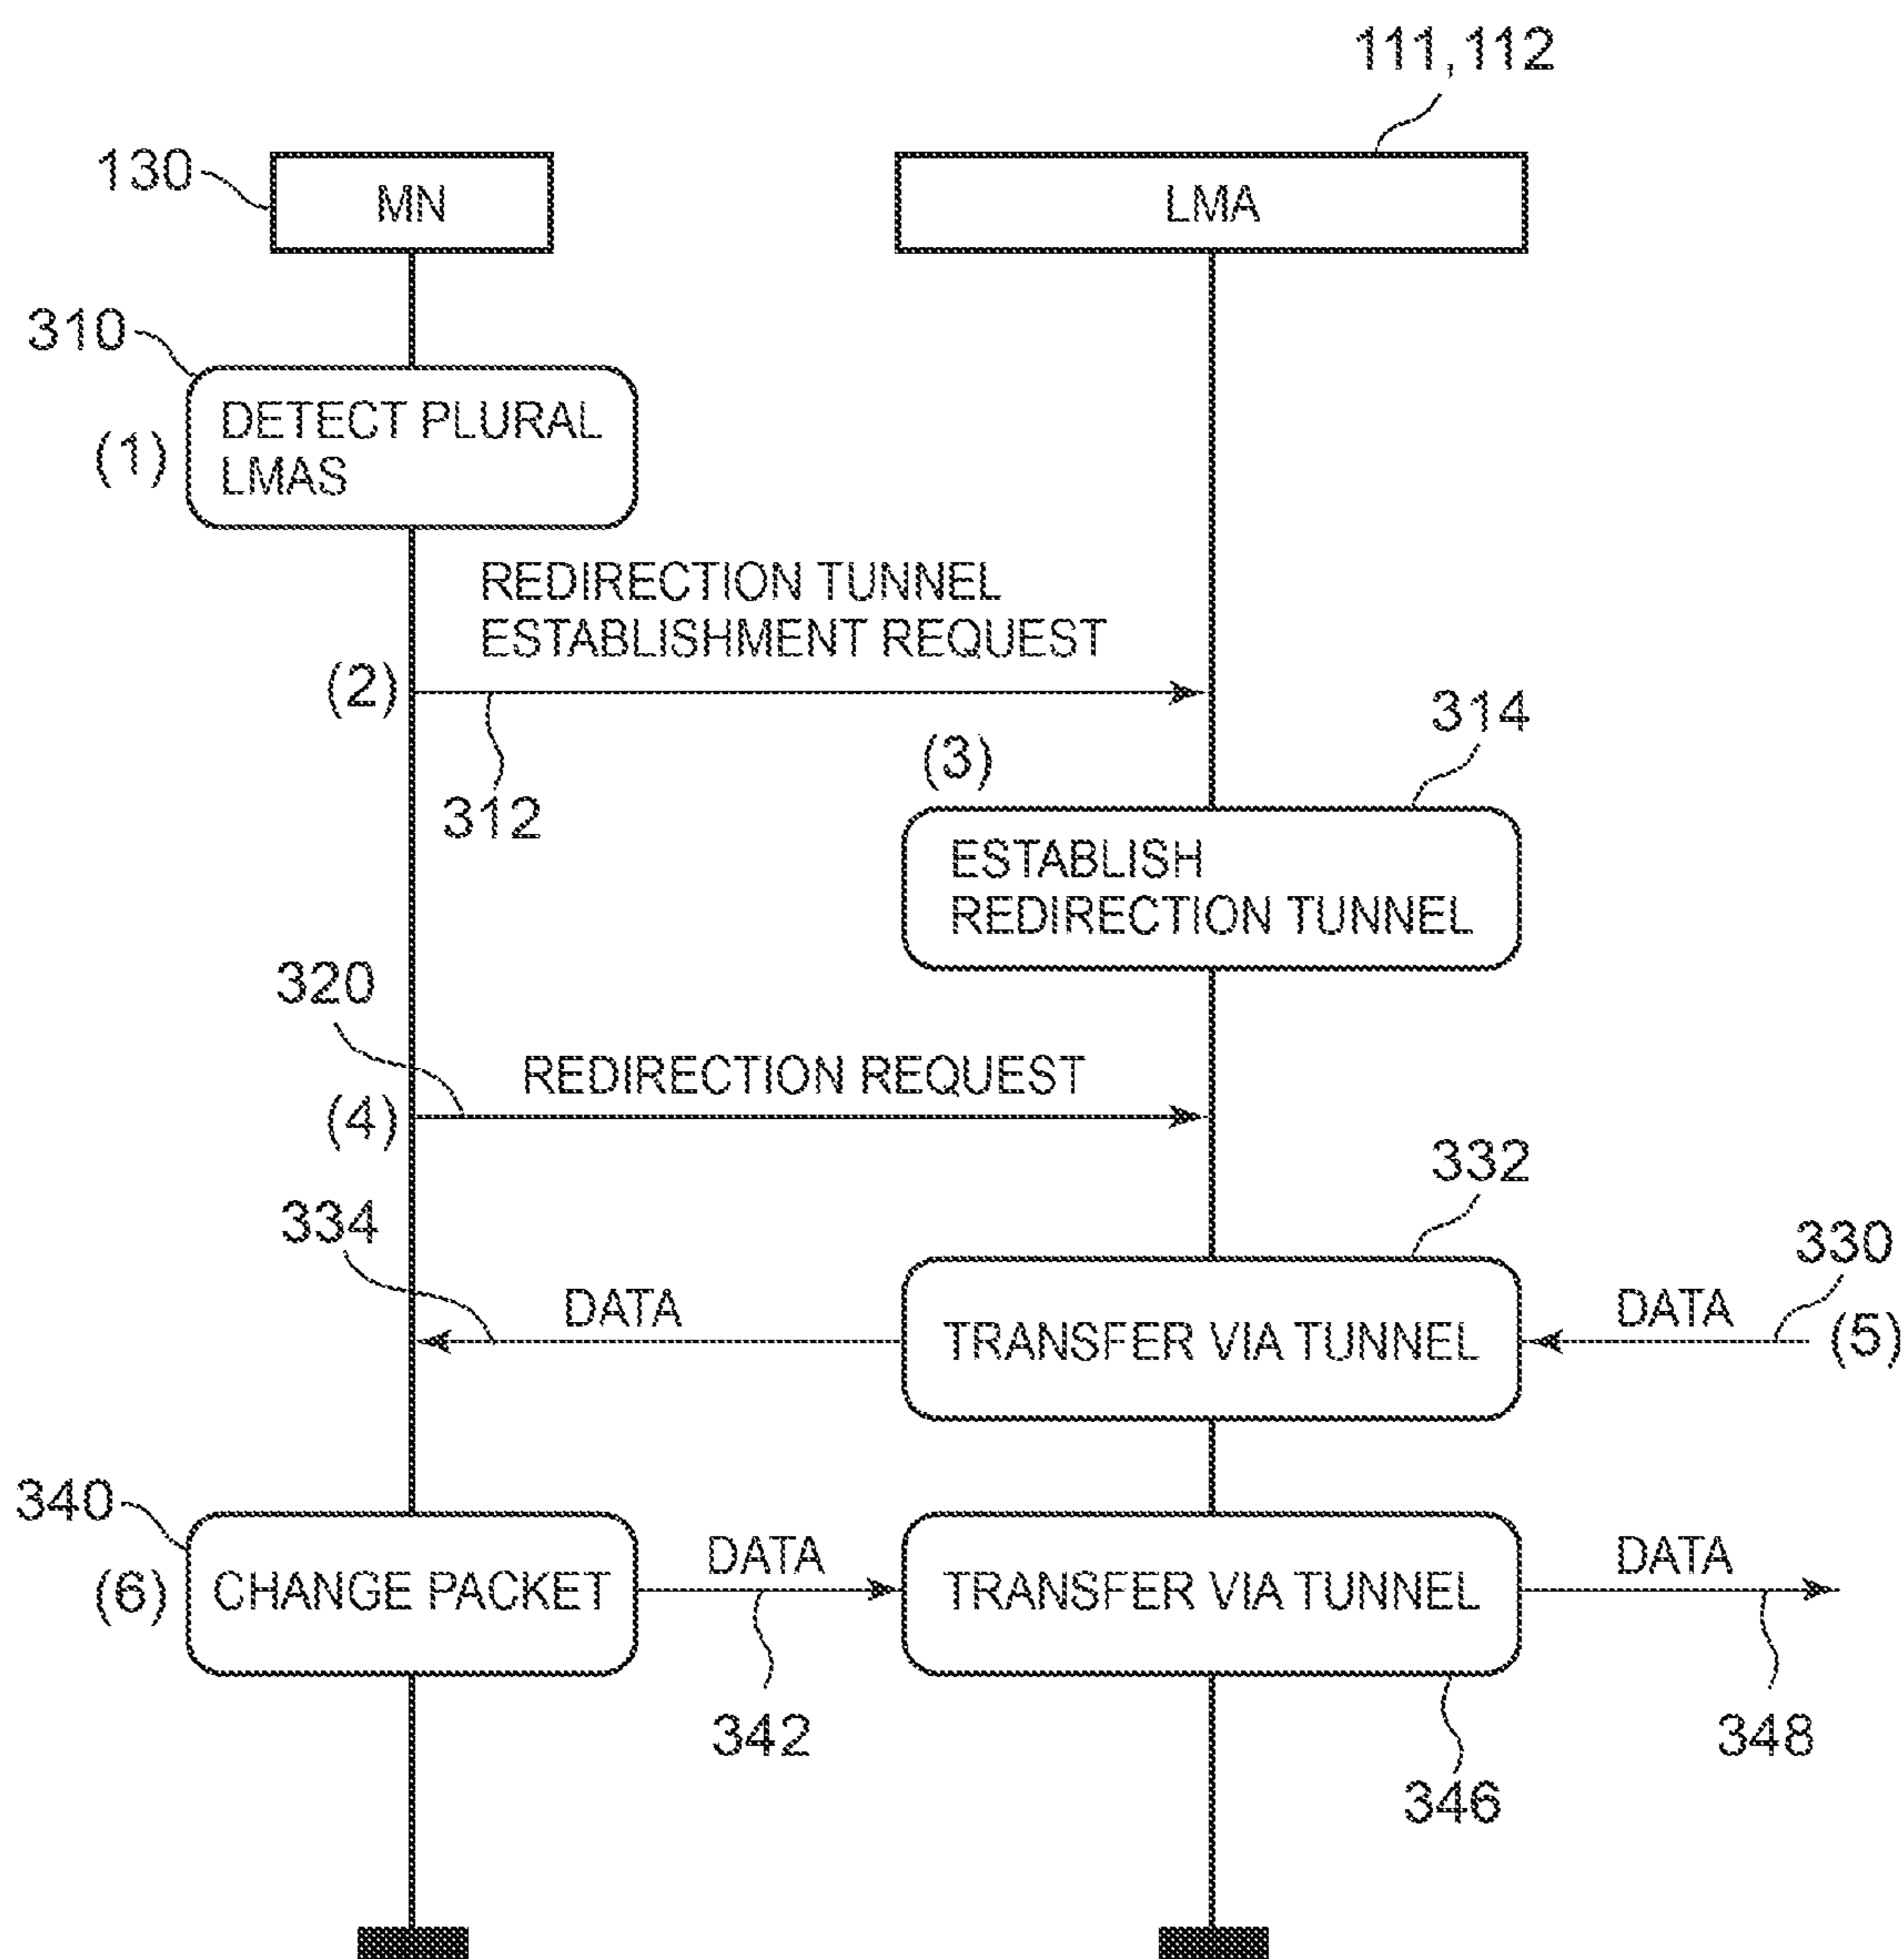 111,112
130
MN
LMA
310
(1)
DETECT PLURAL
LMAS
REDIRECTION TUNNEL
ESTABLISHMENT REQUEST
(2)
312
(3)
314
ESTABLISH
REDIRECTION TUNNEL
320
REDIRECTION REQUEST
(4)
332
334
330
DATA
TRANSFER VIA TUNNEL
DATA
(5)
340
(6)
CHANGE PACKET
DATA
TRANSFER VIA TUNNEL
DATA
342
346
348